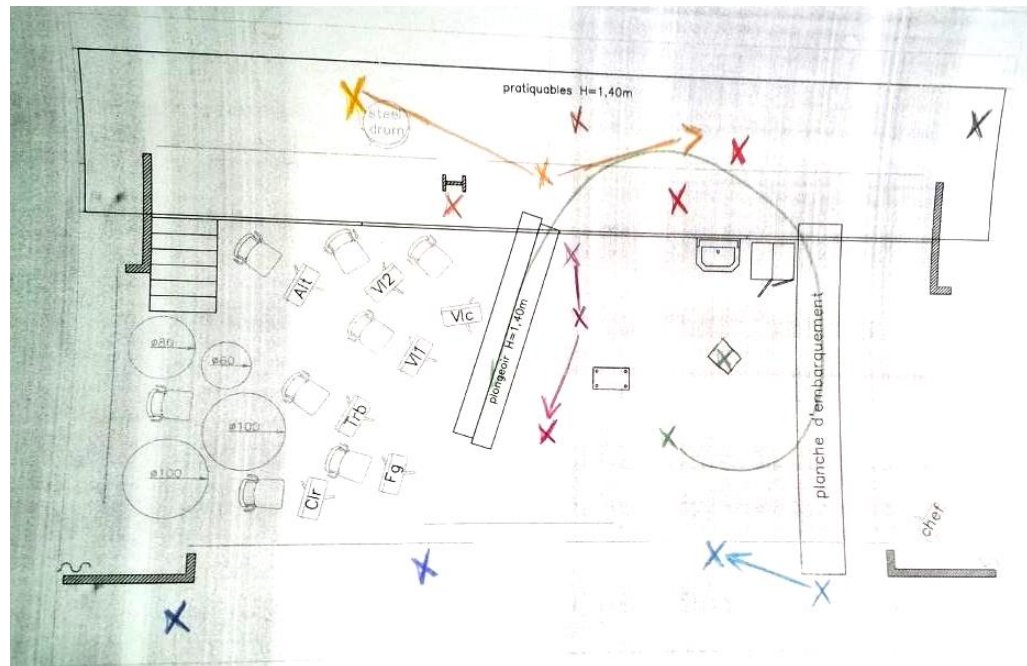 pratiquables H=1,40m
steel
drum
Alt
Vl2
Vlc
Vl1
plongeoir H=1,40m
planche d'embarquement
ø80
ø60
ø100
Trb
ø100
Fg
Clr
chef